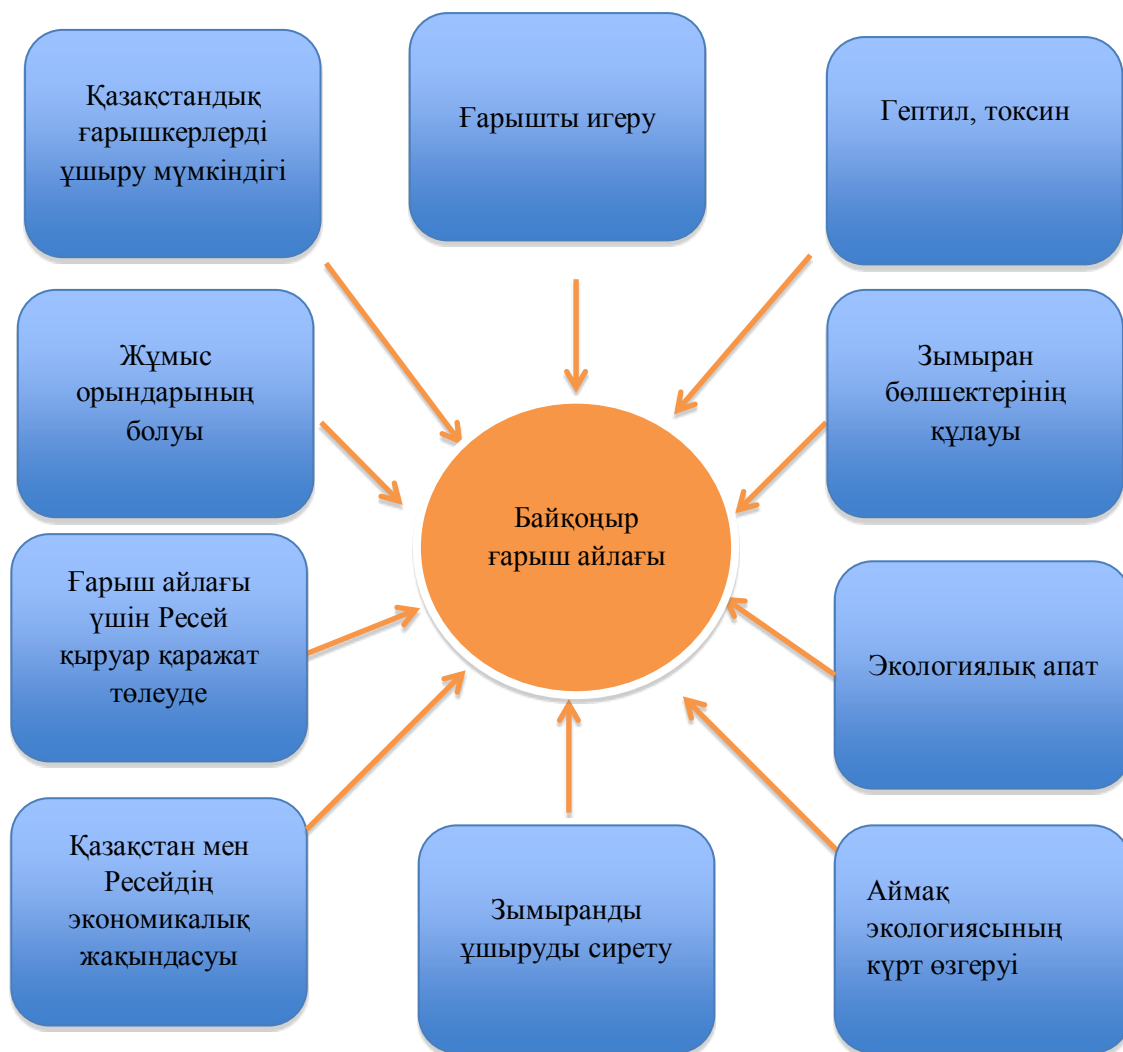 Қазақстандық
ғарышкерлерді
ұшыру мүмкіндігі
Ғарышты игеру
Гептил, токсин
Жұмыс
орындарының
болуы
Зымыран
бөлшектерінің
құлауы
Байқоңыр
ғарыш айлағы
Ғарыш айлағы
үшін Ресей
қыруар қаражат
төлеуде
Экологиялық апат
Қазақстан мен
Ресейдің
экономикалық
жақындасуы
Зымыранды
ұшыруды сирету
Аймақ
экологиясының
күрт өзгеруі